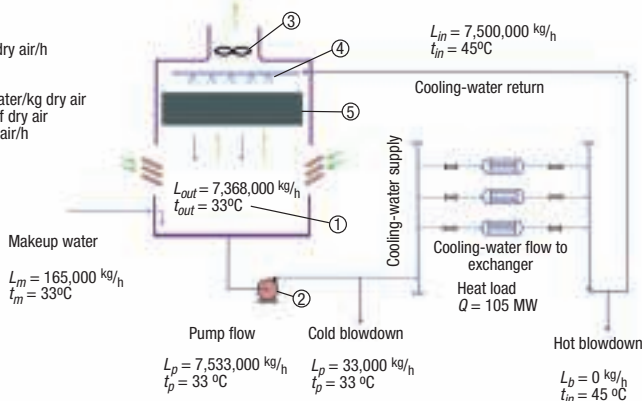 dry air/h
ater/kg dry air
f dry air
air/h
③
④
⑤
L_in = 7,500,000 kg/h
t_in = 45ºC
Cooling-water return
Cooling-water supply
L_out = 7,368,000 kg/h
t_out = 33ºC
①
Makeup water
L_m = 165,000 kg/h
t_m = 33ºC
②
Cooling-water flow to
exchanger
Heat load
Q = 105 MW
Pump flow
L_p = 7,533,000 kg/h
t_p = 33 ºC
Cold blowdown
L_p = 33,000 kg/h
t_p = 33 ºC
Hot blowdown
L_b = 0 kg/h
t_in = 45 ºC